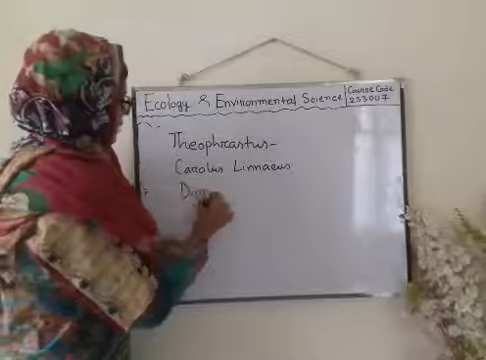 Ecology & Environmental Science
Course Code
233007
Theophrastus-
Carolus Linnaeus